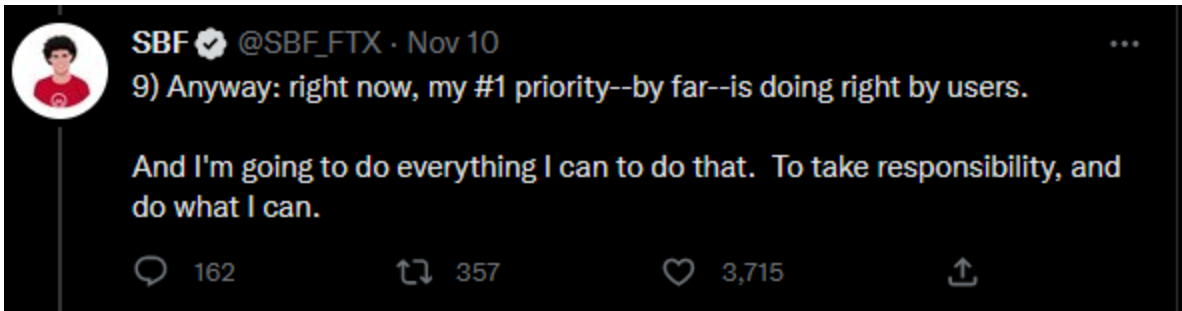 SBF @SBF_FTX · Nov 10
9) Anyway: right now, my #1 priority--by far--is doing right by users.
And I'm going to do everything I can to do that.  To take responsibility, and
do what I can.
162 357 3,715